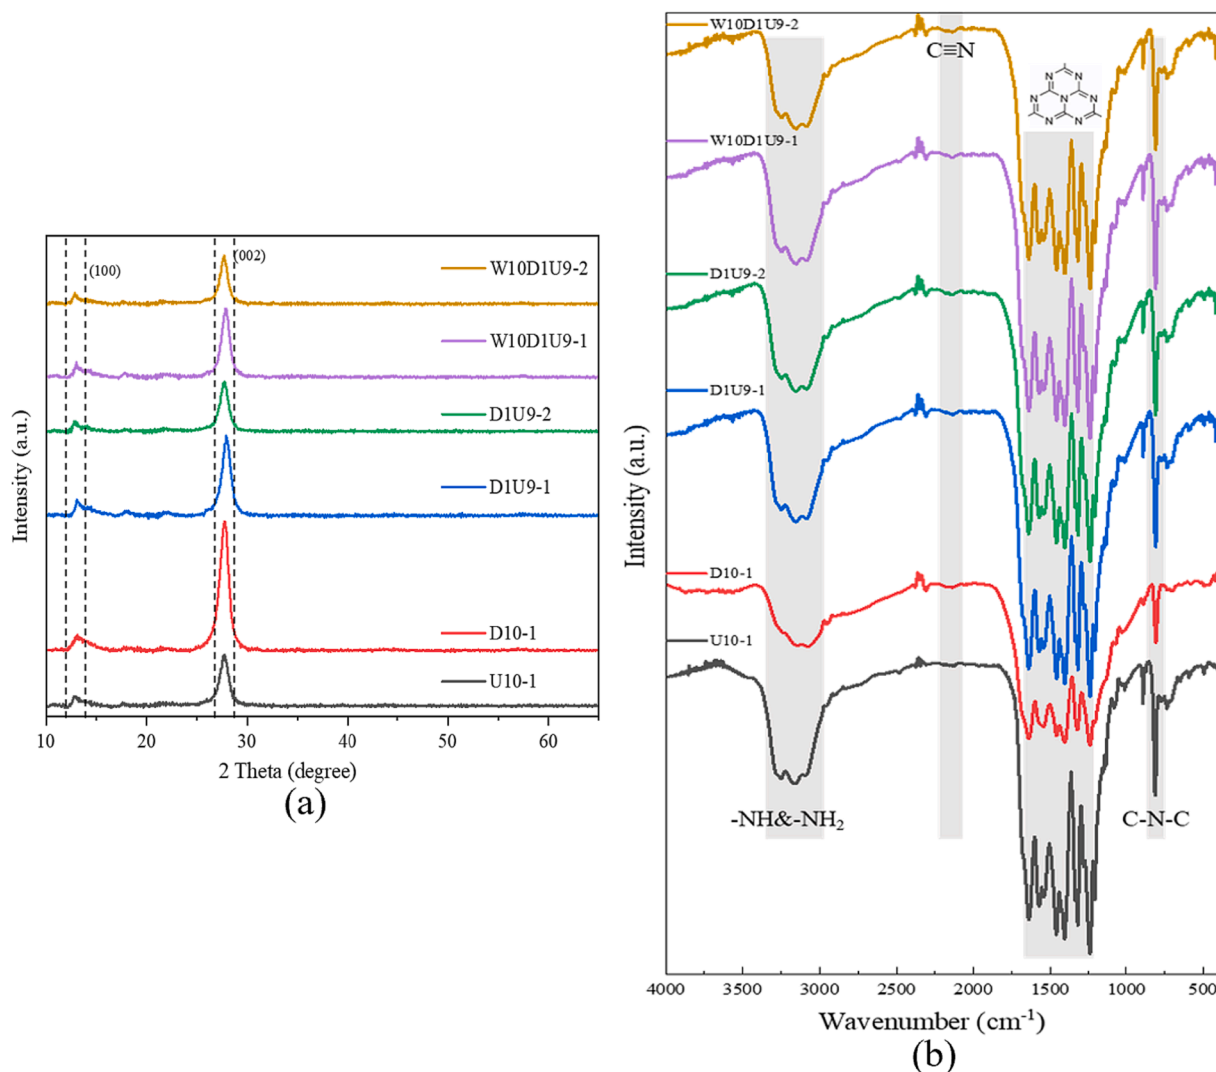 (100)
(002)
W10D1U9-2
W10D1U9-1
D1U9-2
D1U9-1
D10-1
U10-1
Intensity (a.u.)
10 20 30 40 50 60
2 Theta (degree)
(a)
W10D1U9-2
C≡N
N N
N N N
N N N
W10D1U9-1
D1U9-2
D1U9-1
D10-1
U10-1
-NH&-NH₂
C-N-C
Intensity (a.u.)
4000 3500 3000 2500 2000 1500 1000 500
Wavenumber (cm⁻¹)
(b)